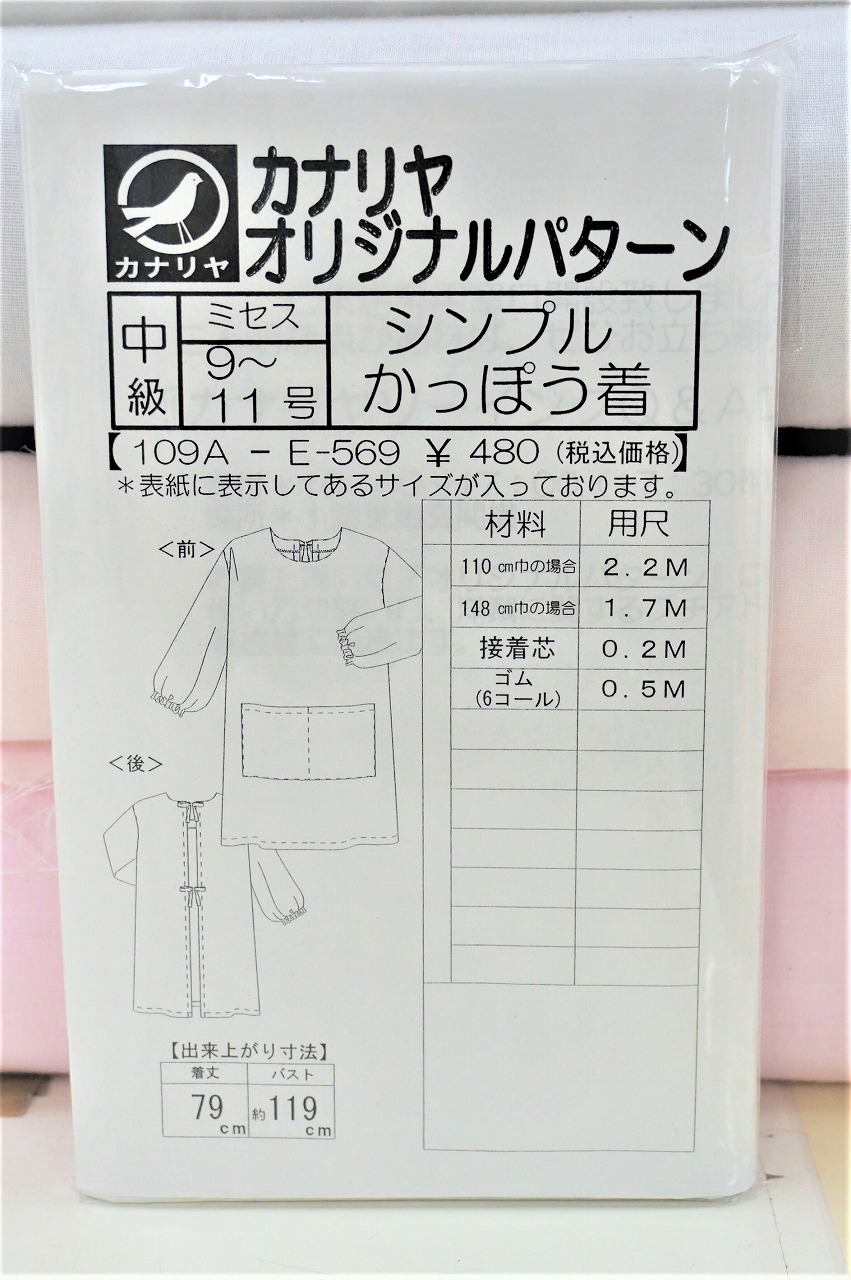 カナリヤ
カナリヤ
オリジナルパターン
中級
ミセス
9～
11号
シンプル
かっぽう着
【109A － E-569 ￥ 480 (税込価格)】
＊表紙に表示してあるサイズが入っております。
＜前＞
材料 用尺
110 ㎝巾の場合 2.2M
148 ㎝巾の場合 1.7M
接着芯 0.2M
ゴム
(6コール) 0.5M
＜後＞
【出来上がり寸法】
着丈 バスト
79cm 約119cm